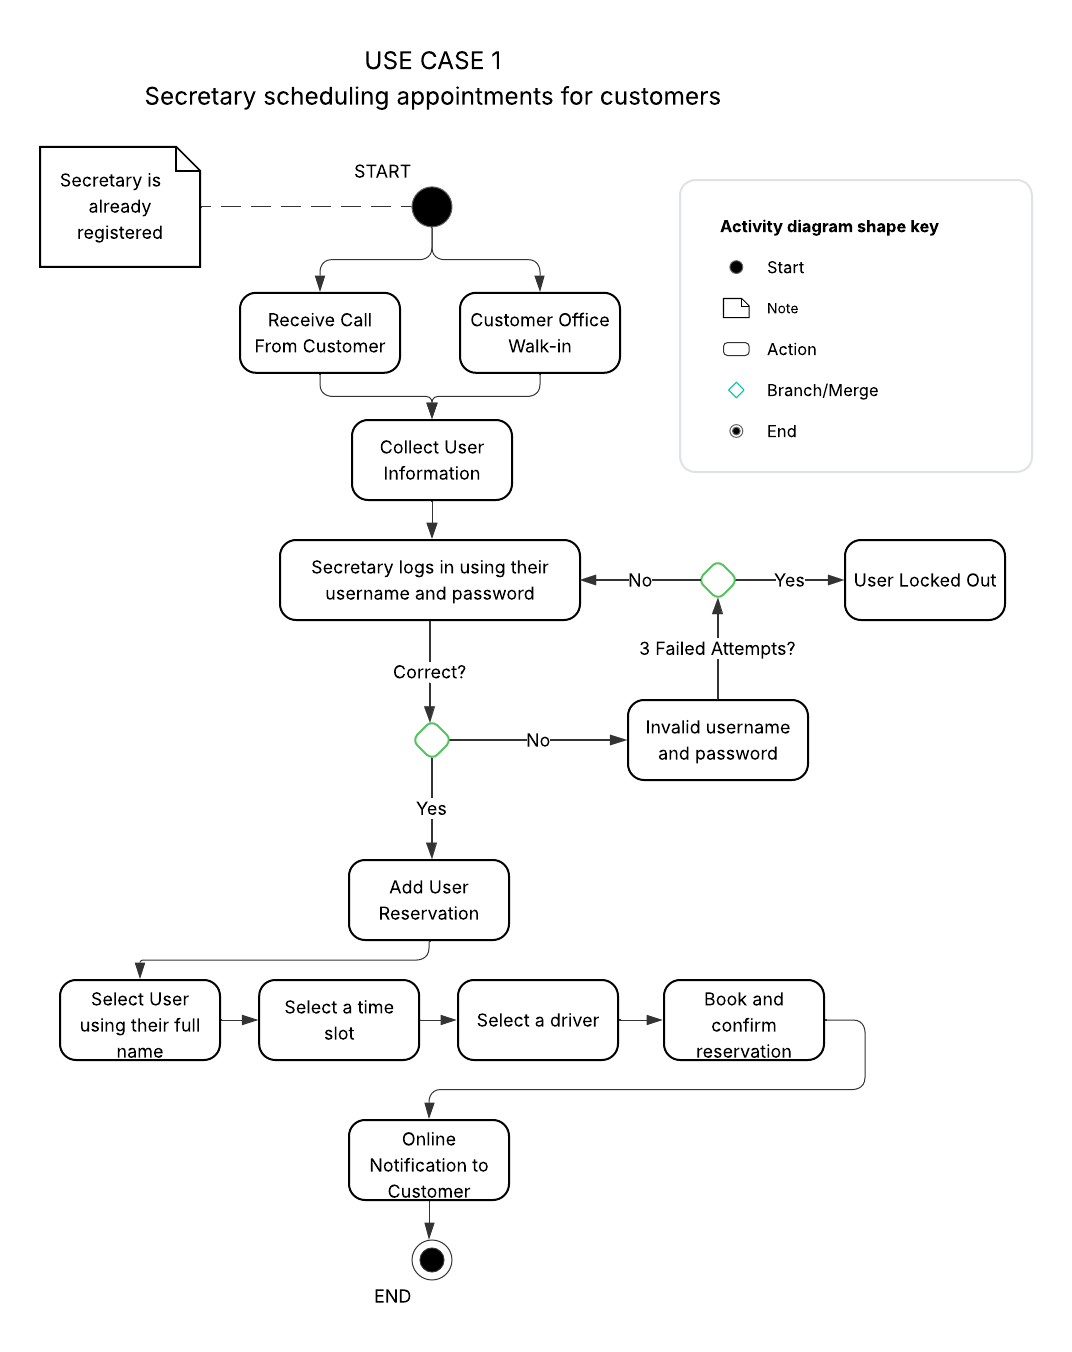 USE CASE 1
Secretary scheduling appointments for customers
Secretary is
already
registered
START
Activity diagram shape key
Start
Note
Action
Branch/Merge
End
Receive Call
From Customer
Customer Office
Walk-in
Collect User
Information
Secretary logs in using their
username and password
No
Yes
User Locked Out
3 Failed Attempts?
Correct?
No
Invalid username
and password
Yes
Add User
Reservation
Select User
using their full
name
Select a time
slot
Select a driver
Book and
confirm
reservation
Online
Notification to
Customer
END